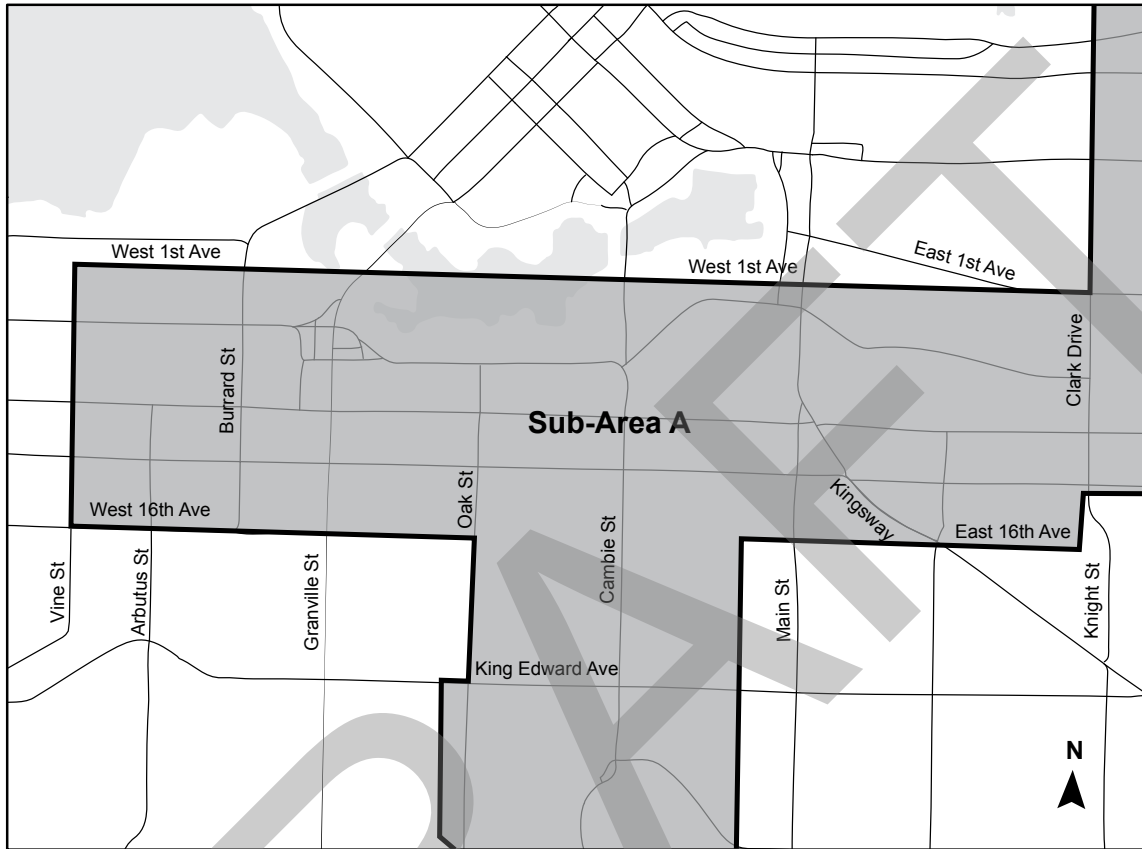 West 1st Ave
West 1st Ave
East 1st Ave
Burrard St
Clark Drive
Sub-Area A
West 16th Ave
Oak St
Kingsway
East 16th Ave
Vine St
Arbutus St
Granville St
Cambie St
Main St
Knight St
King Edward Ave
N
DRAFT